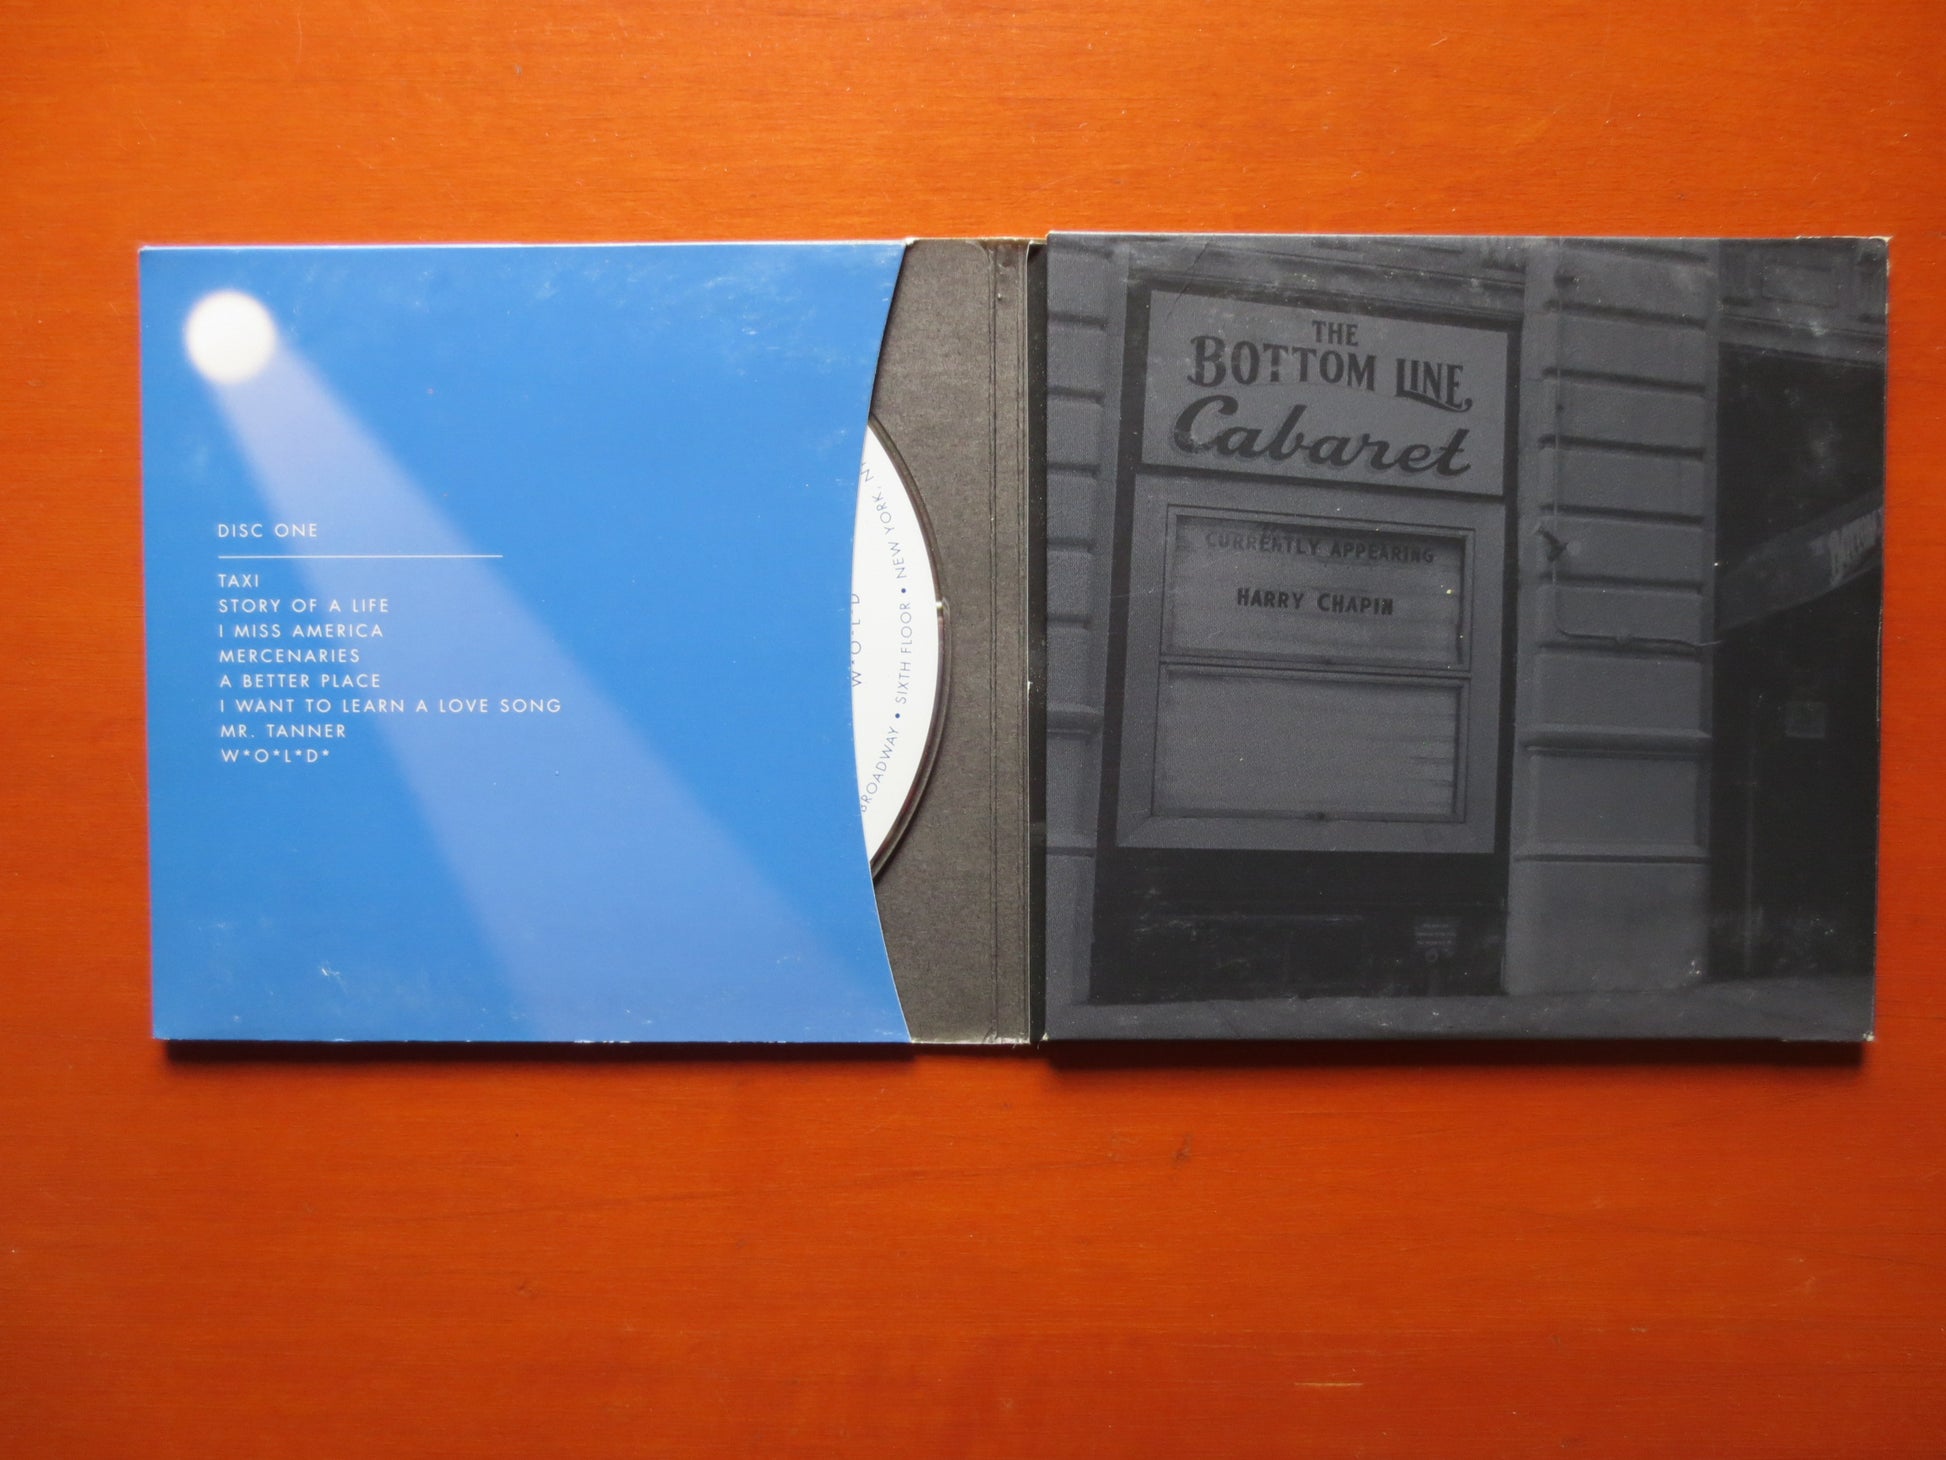 DISC ONE
TAXI
STORY OF A LIFE
I MISS AMERICA
MERCENARIES
A BETTER PLACE
I WANT TO LEARN A LOVE SONG
MR. TANNER
W*O*L*D*
W*O*L*D
BROADWAY • SIXTH FLOOR • NEW YORK, NY
THE
BOTTOM LINE
Cabaret
CURRENTLY APPEARING
HARRY CHAPIN